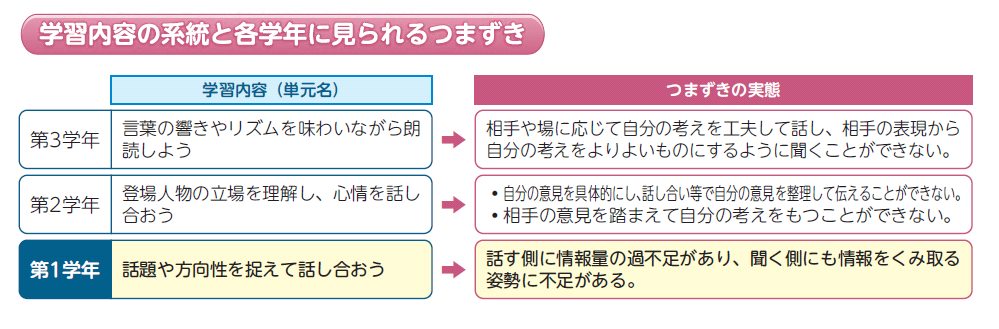 学習内容の系統と各学年に見られるつまずき
学習内容（単元名）
つまずきの実態
第3学年
言葉の響きやリズムを味わいながら朗
読しよう
相手や場に応じて自分の考えを工夫して話し、相手の表現から
自分の考えをよりよいものにするように聞くことができない。
第2学年
登場人物の立場を理解し、心情を話し
合おう
・自分の意見を具体的にし、話し合い等で自分の意見を整理して伝えることができない。
・相手の意見を踏まえて自分の考えをもつことができない。
第1学年
話題や方向性を捉えて話し合おう
話す側に情報量の過不足があり、聞く側にも情報をくみ取る
姿勢に不足がある。